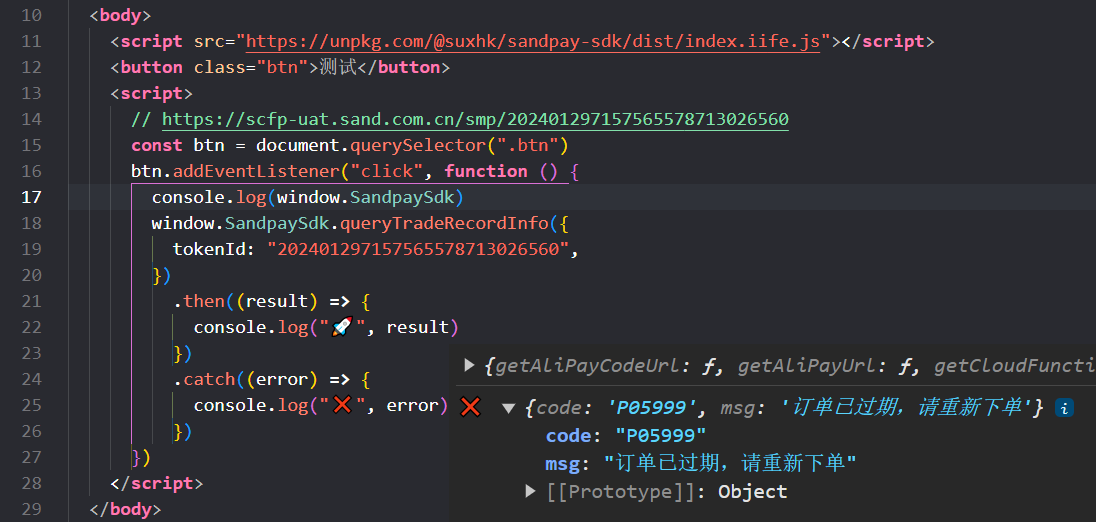 10 <body>
11 <script src="https://unpkg.com/@suxhk/sandpay-sdk/dist/index.iife.js"></script>
12 <button class="btn">测试</button>
13 <script>
14 // https://scfp-uat.sand.com.cn/smp/2024012971575655787130265​60
15 const btn = document.querySelector(".btn")
16 btn.addEventListener("click", function () {
17 console.log(window.SandpaySdk)
18 window.SandpaySdk.queryTradeRecordInfo({
19 tokenId: "202401297157565578713026560",
20 })
21 .then((result) => {
22 console.log("🚀", result)
23 })
24 .catch((error) => {
25 console.log("❌", error)
26 })
27 })
28 </script>
29 </body>
▶ {getAliPayCodeUrl: ƒ, getAliPayUrl: ƒ, getCloudFuncti
❌ ▼ {code: 'P05999', msg: '订单已过期，请重新下单'} i
code: "P05999"
msg: "订单已过期，请重新下单"
▶ [[Prototype]]: Object